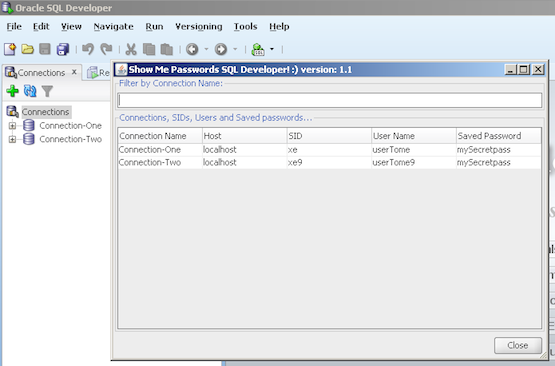 Oracle SQL Developer
File Edit View Navigate Run Versioning Tools Help
Connections x Re
Connections
Connection-One
Connection-Two
Show Me Passwords SQL Developer! :) version: 1.1
Filter by Connection Name:
Connections, SIDs, Users and Saved passwords...
Connection Name Host SID User Name Saved Password
Connection-One localhost xe userTome mySecretpass
Connection-Two localhost xe9 userTome9 mySecretpass
Close